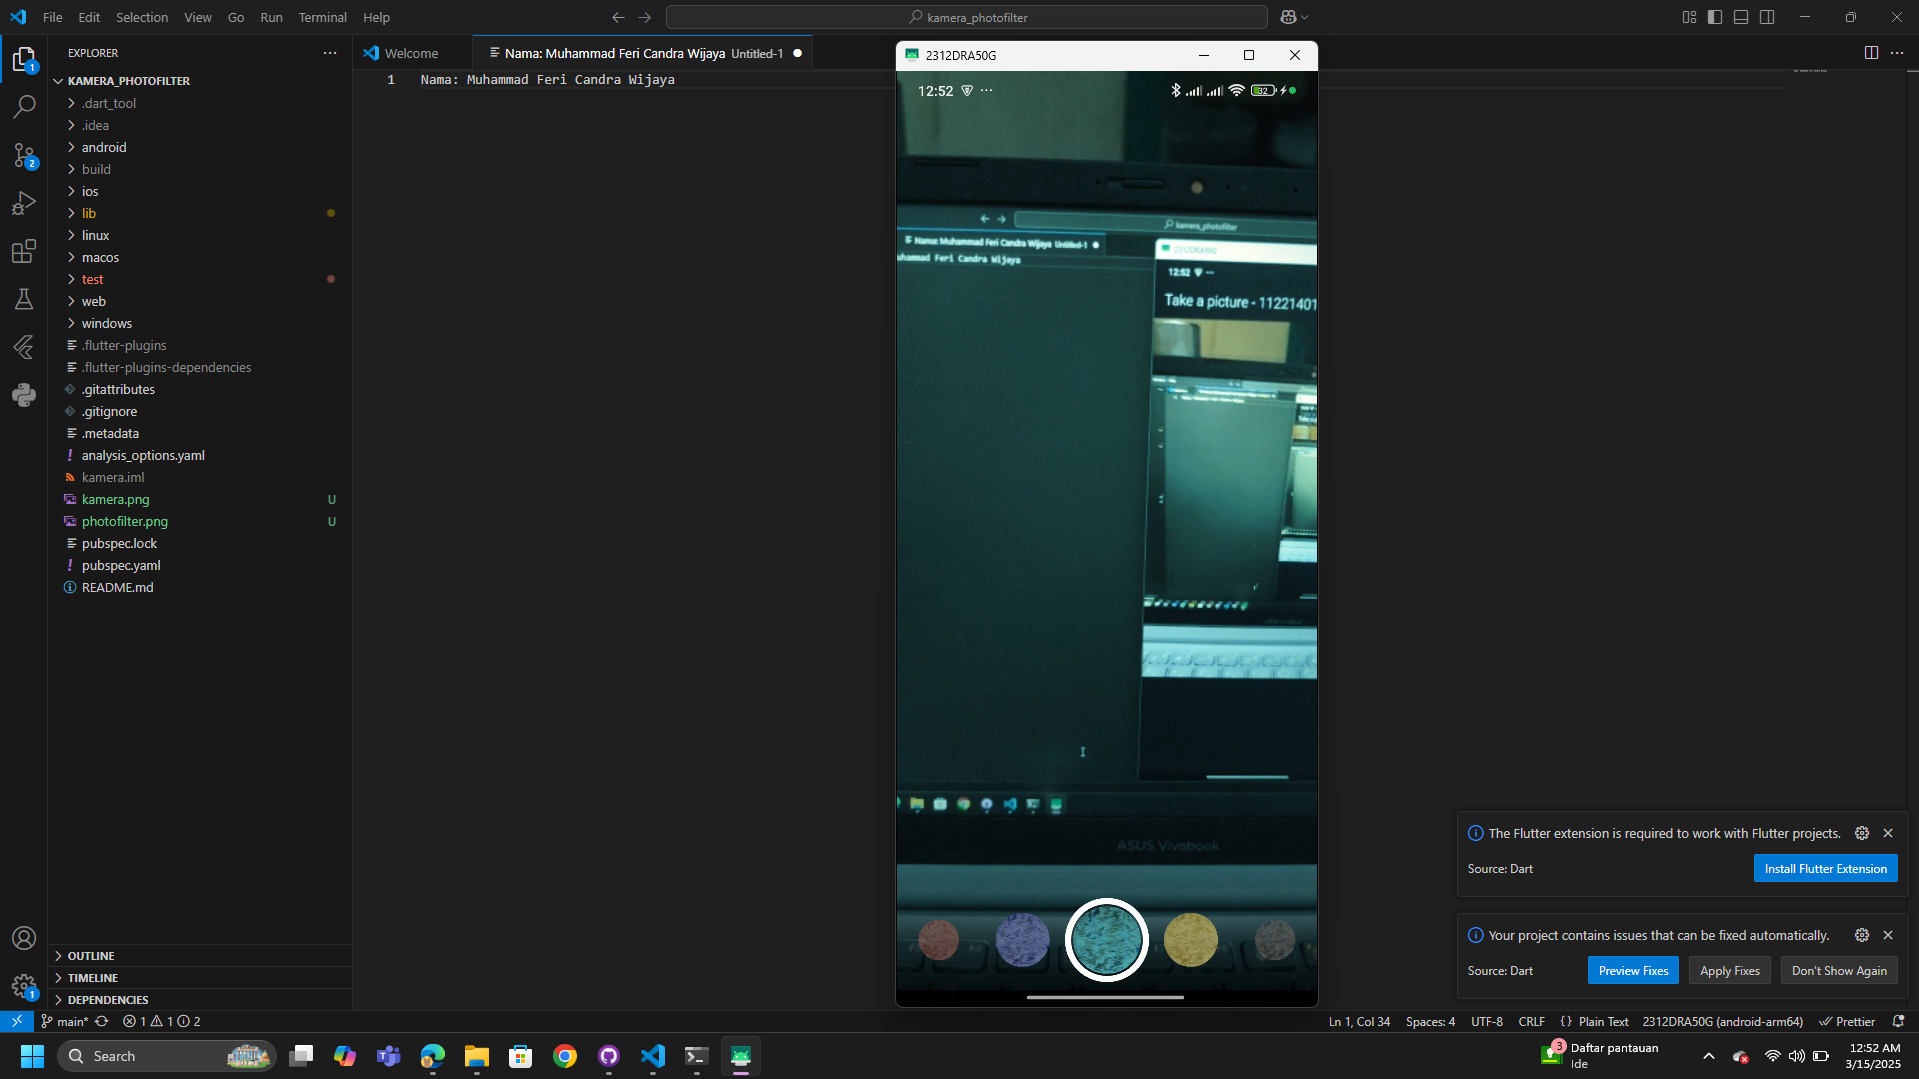 File Edit Selection View Go Run Terminal Help
kamera_photofilter
EXPLORER
KAMERA_PHOTOFILTER
.dart_tool
.idea
android
build
ios
lib
linux
macos
test
web
windows
.flutter-plugins
.flutter-plugins-dependencies
.gitattributes
.gitignore
.metadata
analysis_options.yaml
kamera.iml
kamera.png U
photofilter.png U
pubspec.lock
pubspec.yaml
README.md
OUTLINE
TIMELINE
DEPENDENCIES
Welcome
Nama: Muhammad Feri Candra Wijaya Untitled-1
1 Nama: Muhammad Feri Candra Wijaya
2312DRA50G
12:52
32
kamera_photofilter
Nama: Muhammad Feri Candra Wijaya Untitled-1
uhammad Feri Candra Wijaya
2312DRA50G
12:52
Take a picture - 11221401
ASUS Vivobook
The Flutter extension is required to work with Flutter projects.
Source: Dart
Install Flutter Extension
Your project contains issues that can be fixed automatically.
Source: Dart
Preview Fixes
Apply Fixes
Don't Show Again
1
2
1
main* 1 1 2
Ln 1, Col 34 Spaces: 4 UTF-8 CRLF {} Plain Text 2312DRA50G (android-arm64) Prettier
Search
3
Daftar pantauan
Ide
12:52 AM
3/15/2025